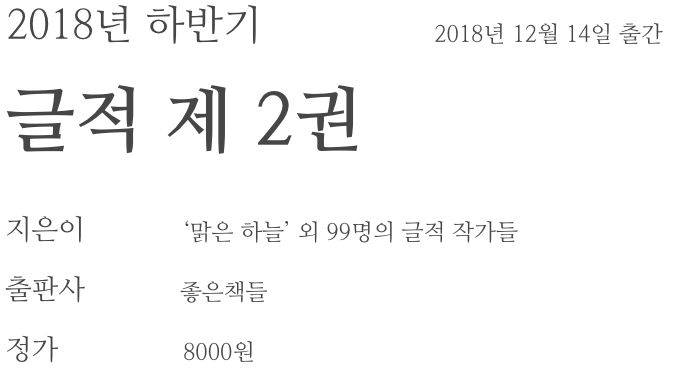 2018년 하반기
2018년 12월 14일 출간
글적 제 2권
지은이 ‘맑은 하늘’ 외 99명의 글적 작가들
출판사 좋은책들
정가 8000원